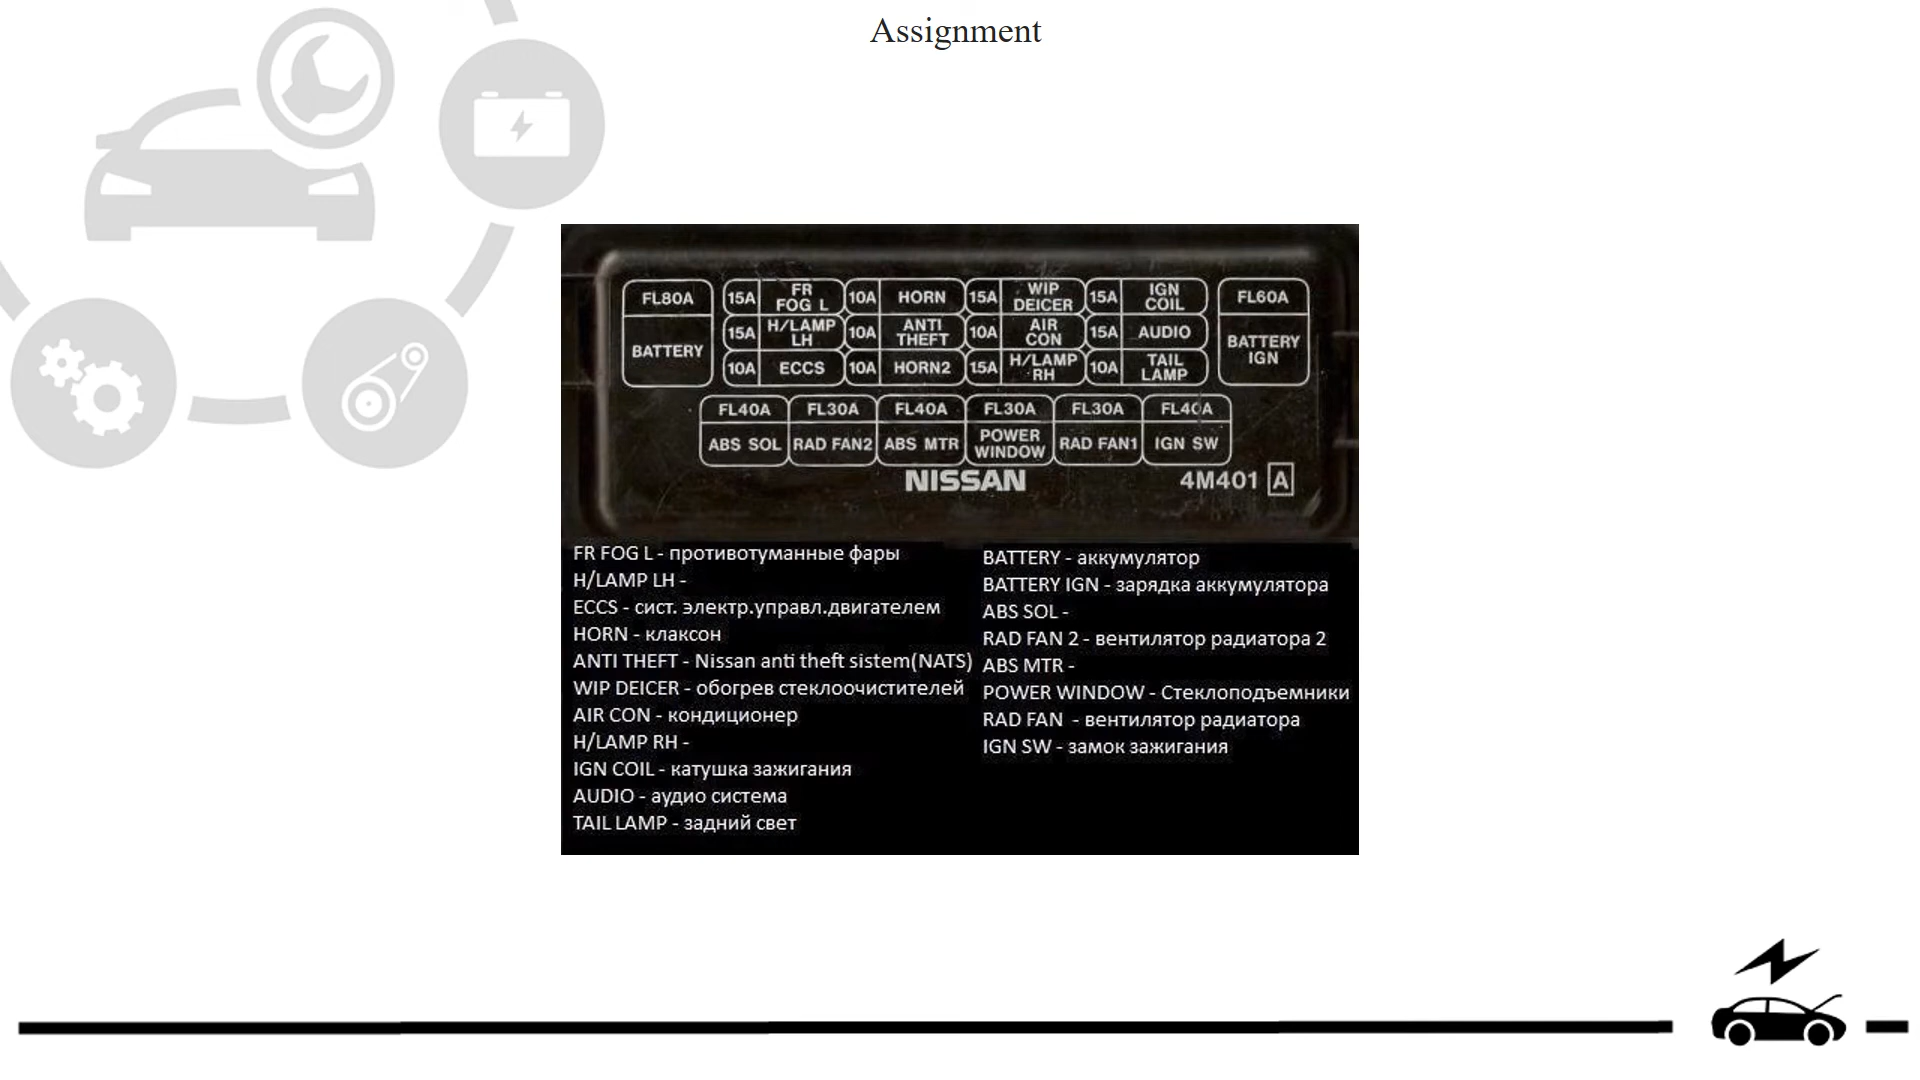 Assignment
FL80A
BATTERY
15A FR FOG L 10A HORN 15A WIP DEICER 15A IGN COIL
15A H/LAMP LH 10A ANTI THEFT 10A AIR CON 15A AUDIO
10A ECCS 10A HORN2 15A H/LAMP RH 10A TAIL LAMP
FL60A
BATTERY IGN
FL40A FL30A FL40A FL30A FL30A FL40A
ABS SOL RAD FAN2 ABS MTR POWER WINDOW RAD FAN1 IGN SW
NISSAN 4M401 A
FR FOG L - противотуманные фары
H/LAMP LH -
ECCS - сист. электр.управл.двигателем
HORN - клаксон
ANTI THEFT - Nissan anti theft sistem(NATS)
WIP DEICER - обогрев стеклоочистителей
AIR CON - кондиционер
H/LAMP RH -
IGN COIL - катушка зажигания
AUDIO - аудио система
TAIL LAMP - задний свет
BATTERY - аккумулятор
BATTERY IGN - зарядка аккумулятора
ABS SOL -
RAD FAN 2 - вентилятор радиатора 2
ABS MTR -
POWER WINDOW - Стеклоподъемники
RAD FAN - вентилятор радиатора
IGN SW - замок зажигания